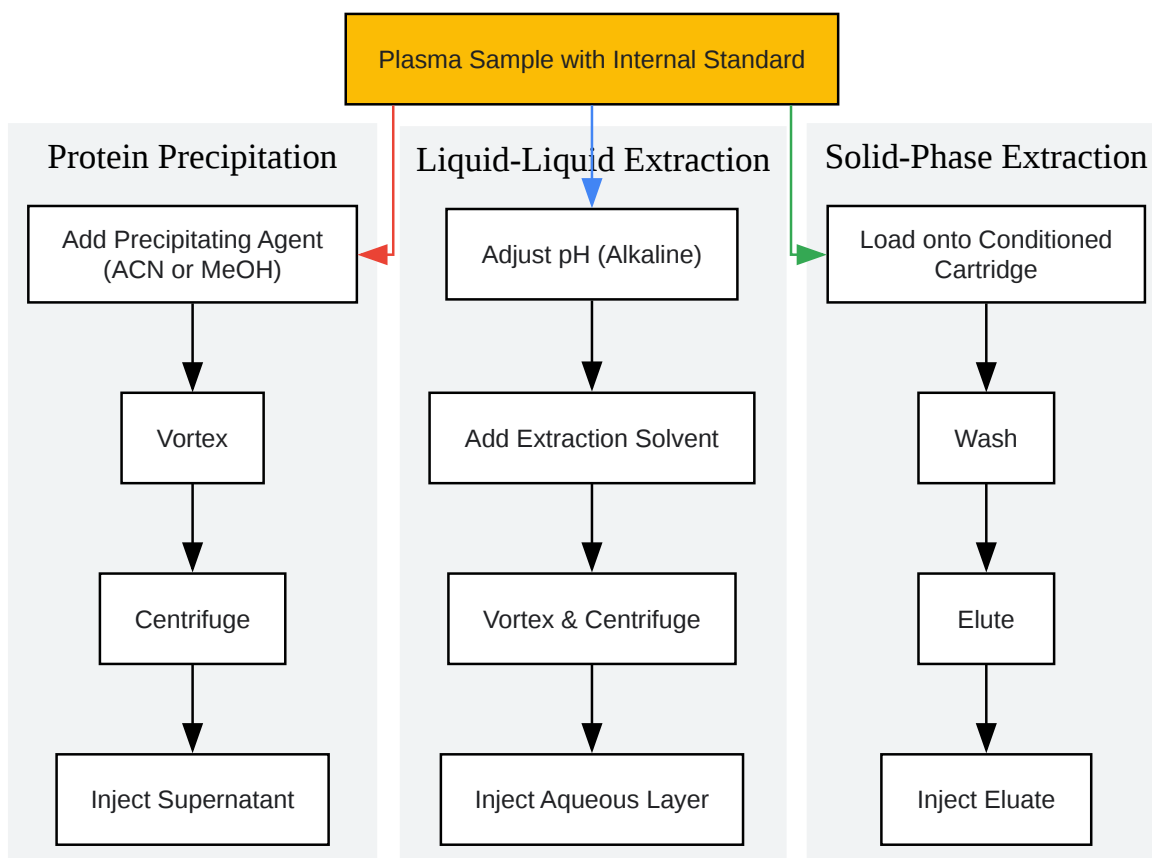 Plasma Sample with Internal Standard
Protein Precipitation
Add Precipitating Agent
(ACN or MeOH)
Vortex
Centrifuge
Inject Supernatant
Liquid-Liquid Extraction
Adjust pH (Alkaline)
Add Extraction Solvent
Vortex & Centrifuge
Inject Aqueous Layer
Solid-Phase Extraction
Load onto Conditioned
Cartridge
Wash
Elute
Inject Eluate